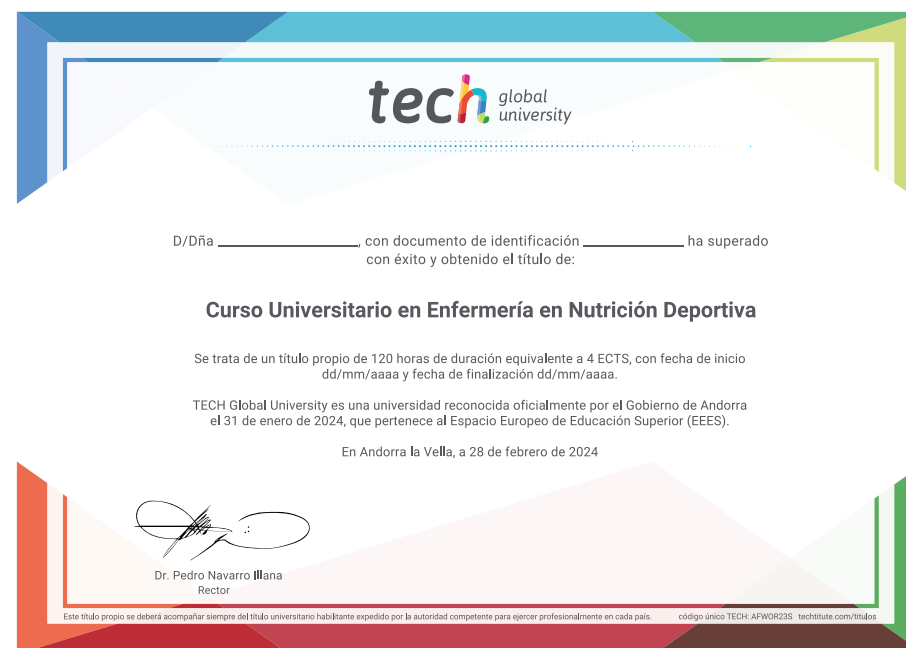 tech global university
D/Dña ____________________, con documento de identificación ______________ ha superado
con éxito y obtenido el título de:
Curso Universitario en Enfermería en Nutrición Deportiva
Se trata de un título propio de 120 horas de duración equivalente a 4 ECTS, con fecha de inicio
dd/mm/aaaa y fecha de finalización dd/mm/aaaa.
TECH Global University es una universidad reconocida oficialmente por el Gobierno de Andorra
el 31 de enero de 2024, que pertenece al Espacio Europeo de Educación Superior (EEES).
En Andorra la Vella, a 28 de febrero de 2024
Dr. Pedro Navarro Illana
Rector
Este título propio se deberá acompañar siempre del título universitario habilitante expedido por la autoridad competente para ejercer profesionalmente en cada país. código único TECH: AFWOR23S techtitute.com/titulos